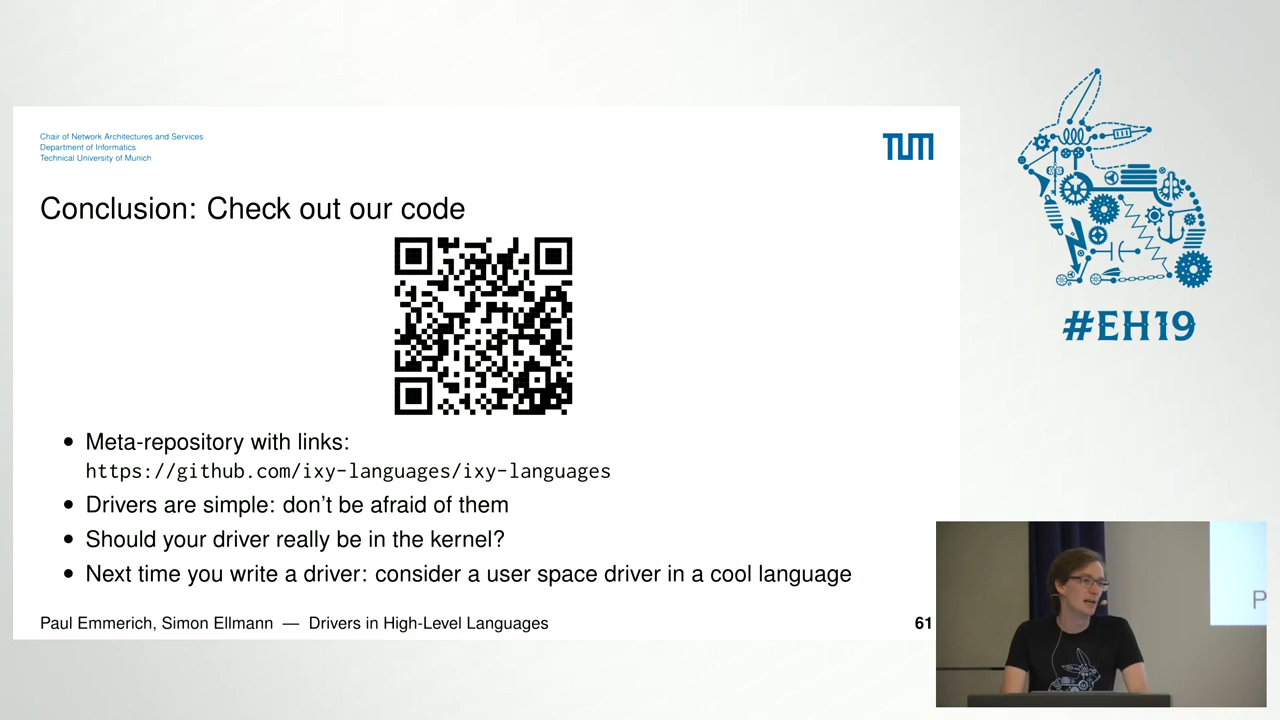 Chair of Network Architectures and Services
Department of Informatics
Technical University of Munich
TUM
Conclusion: Check out our code
• Meta-repository with links:
https://github.com/ixy-languages/ixy-languages
• Drivers are simple: don't be afraid of them
• Should your driver really be in the kernel?
• Next time you write a driver: consider a user space driver in a cool language
Paul Emmerich, Simon Ellmann — Drivers in High-Level Languages
61
#EH19
P